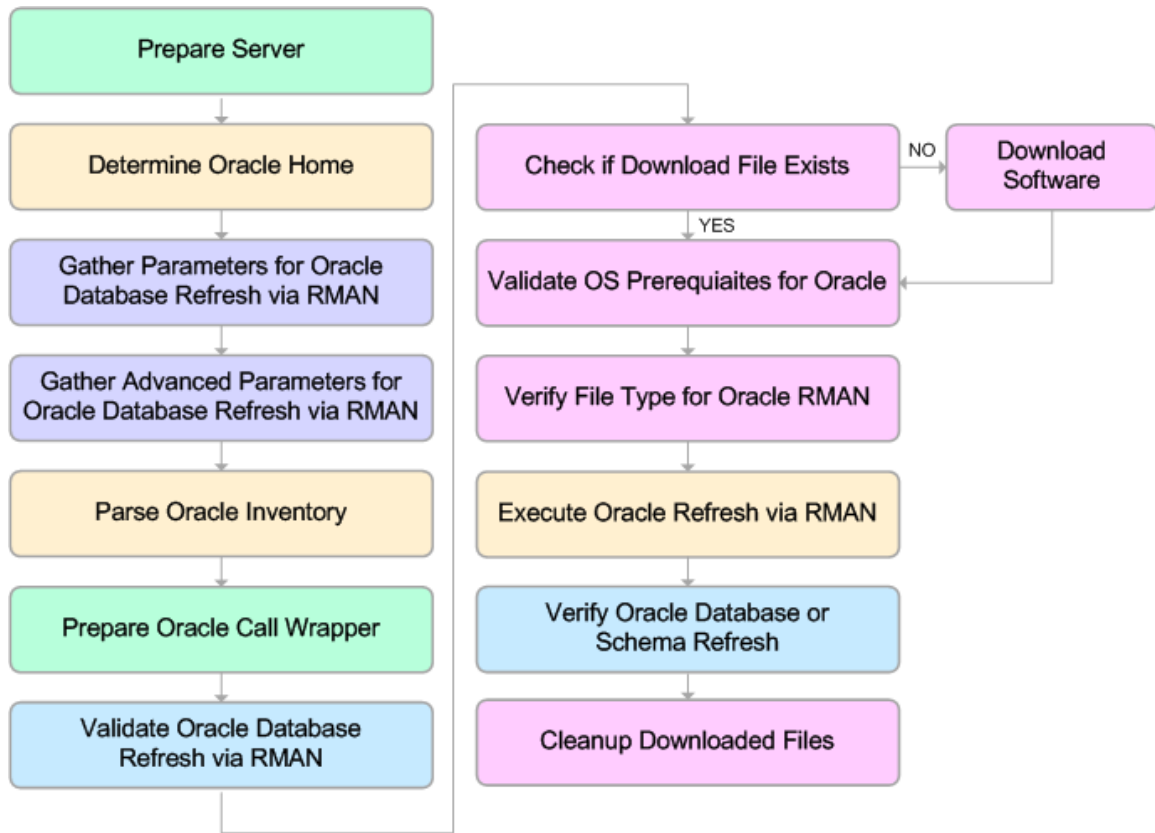 Prepare Server
Determine Oracle Home
Gather Parameters for Oracle
Database Refresh via RMAN
Gather Advanced Parameters for
Oracle Database Refresh via RMAN
Parse Oracle Inventory
Prepare Oracle Call Wrapper
Validate Oracle Database
Refresh via RMAN
Check if Download File Exists
NO
Download
Software
YES
Validate OS Prerequiaites for Oracle
Verify File Type for Oracle RMAN
Execute Oracle Refresh via RMAN
Verify Oracle Database or
Schema Refresh
Cleanup Downloaded Files